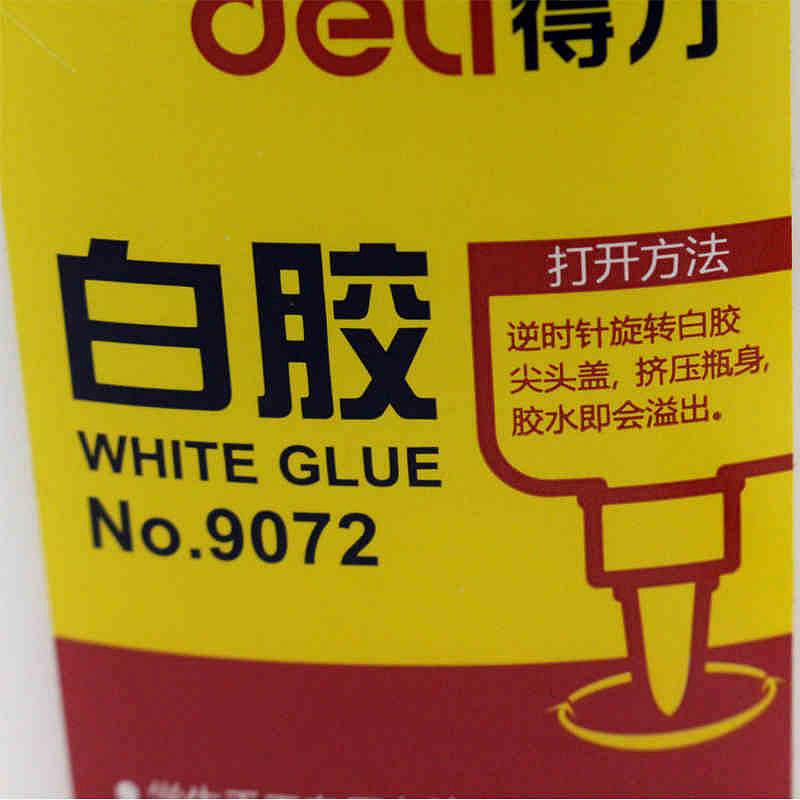 deli得力
白胶
WHITE GLUE
No.9072
打开方法
逆时针旋转白胶
尖头盖，挤压瓶身，
胶水即会溢出。